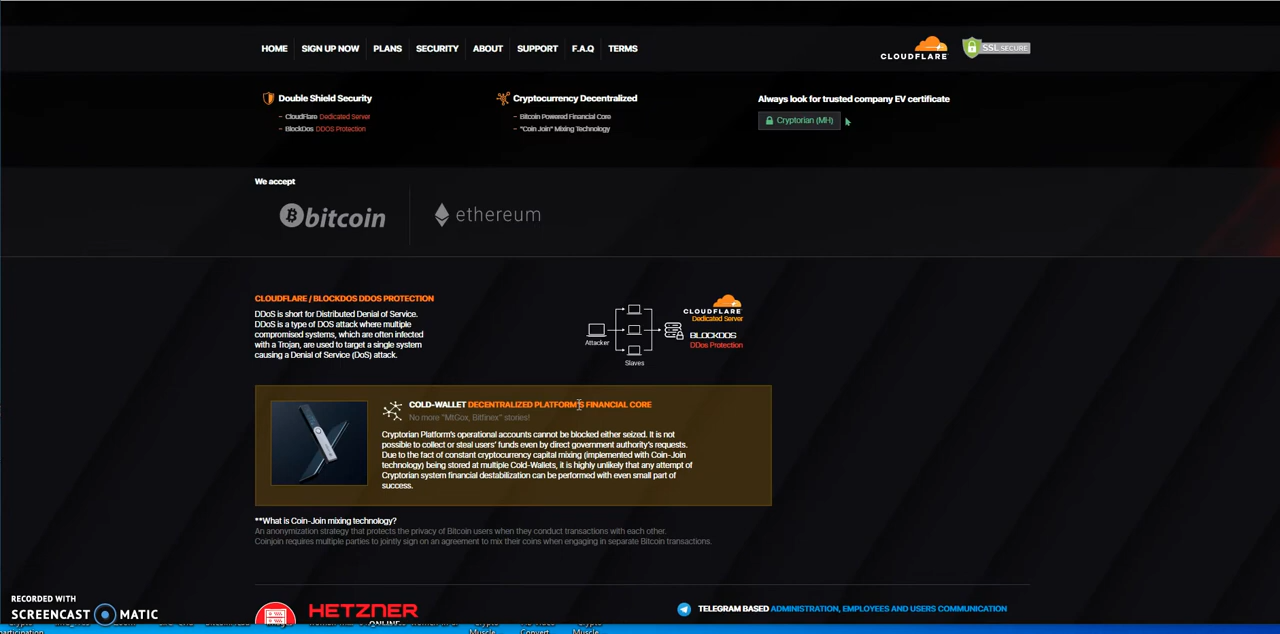 HOME SIGN UP NOW PLANS SECURITY ABOUT SUPPORT F.A.Q TERMS
CLOUDFLARE
SSL SECURE
Double Shield Security
– CloudFlare Dedicated Server
– BlockDos DDOS Protection
Cryptocurrency Decentralized
– Bitcoin Powered Financial Core
– "Coin Join" Mixing Technology
Always look for trusted company EV certificate
Cryptorian (MH)
We accept
bitcoin
ethereum
CLOUDFLARE / BLOCKDOS DDOS PROTECTION
DDoS is short for Distributed Denial of Service.
DDoS is a type of DOS attack where multiple
compromised systems, which are often infected
with a Trojan, are used to target a single system
causing a Denial of Service (DoS) attack.
Attacker
Slaves
CLOUDFLARE
Dedicated Server
BLOCKDOS
DDos Protection
COLD-WALLET DECENTRALIZED PLATFORM'S FINANCIAL CORE
No more "MtGox, Bitfinex" stories!
Cryptorian Platform's operational accounts cannot be blocked either seized. It is not
possible to collect or steal users' funds even by direct government authority's requests.
Due to the fact of constant cryptocurrency capital mixing (implemented with Coin-Join
technology) being stored at multiple Cold-Wallets, it is highly unlikely that any attempt of
Cryptorian system financial destabilization can be performed with even small part of
success.
**What is Coin-Join mixing technology?
An anonymization strategy that protects the privacy of Bitcoin users when they conduct transactions with each other.
Coinjoin requires multiple parties to jointly sign on an agreement to mix their coins when engaging in separate Bitcoin transactions.
HETZNER
ONLINE
TELEGRAM BASED ADMINISTRATION, EMPLOYEES AND USERS COMMUNICATION
RECORDED WITH
SCREENCAST MATIC
participation
Muscle
Convert
Muscle